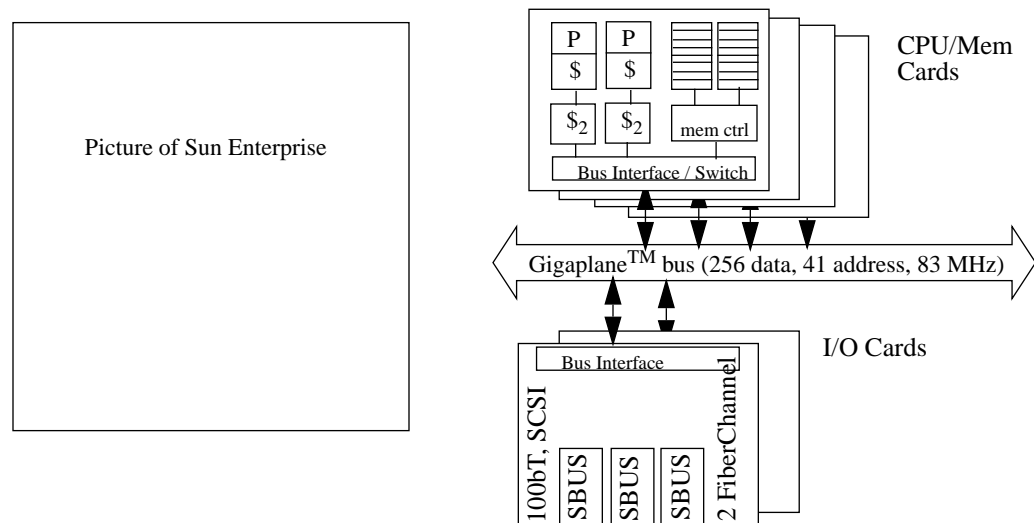 Picture of Sun Enterprise
P
P
$
$
$2
$2
mem ctrl
Bus Interface / Switch
CPU/Mem
Cards
Gigaplane™ bus (256 data, 41 address, 83 MHz)
I/O Cards
Bus Interface
100bT, SCSI
SBUS
SBUS
SBUS
2 FiberChannel